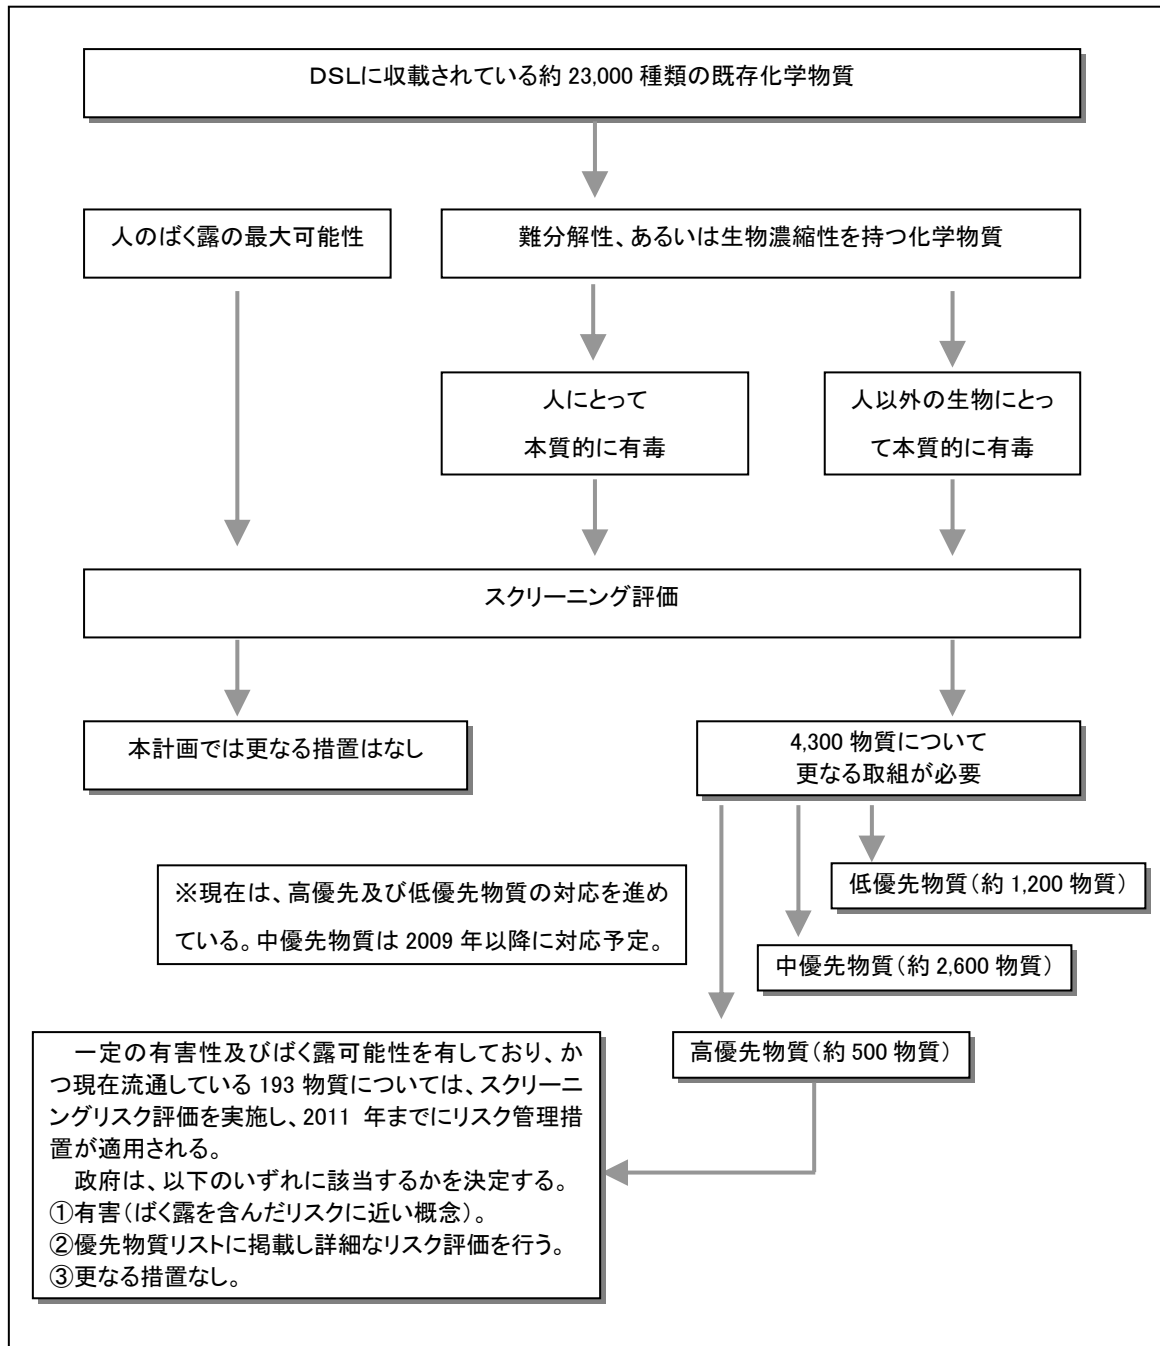 DSLに収載されている約 23,000 種類の既存化学物質
人のばく露の最大可能性
難分解性、あるいは生物濃縮性を持つ化学物質
人にとって
本質的に有毒
人以外の生物にとっ
て本質的に有毒
スクリーニング評価
本計画では更なる措置はなし
4,300 物質について
更なる取組が必要
※現在は、高優先及び低優先物質の対応を進め
ている。中優先物質は 2009 年以降に対応予定。
低優先物質(約 1,200 物質)
中優先物質(約 2,600 物質)
高優先物質(約 500 物質)
一定の有害性及びばく露可能性を有しており、か
つ現在流通している 193 物質については、スクリーニ
ングリスク評価を実施し、2011 年までにリスク管理措
置が適用される。
政府は、以下のいずれに該当するかを決定する。
①有害(ばく露を含んだリスクに近い概念)。
②優先物質リストに掲載し詳細なリスク評価を行う。
③更なる措置なし。